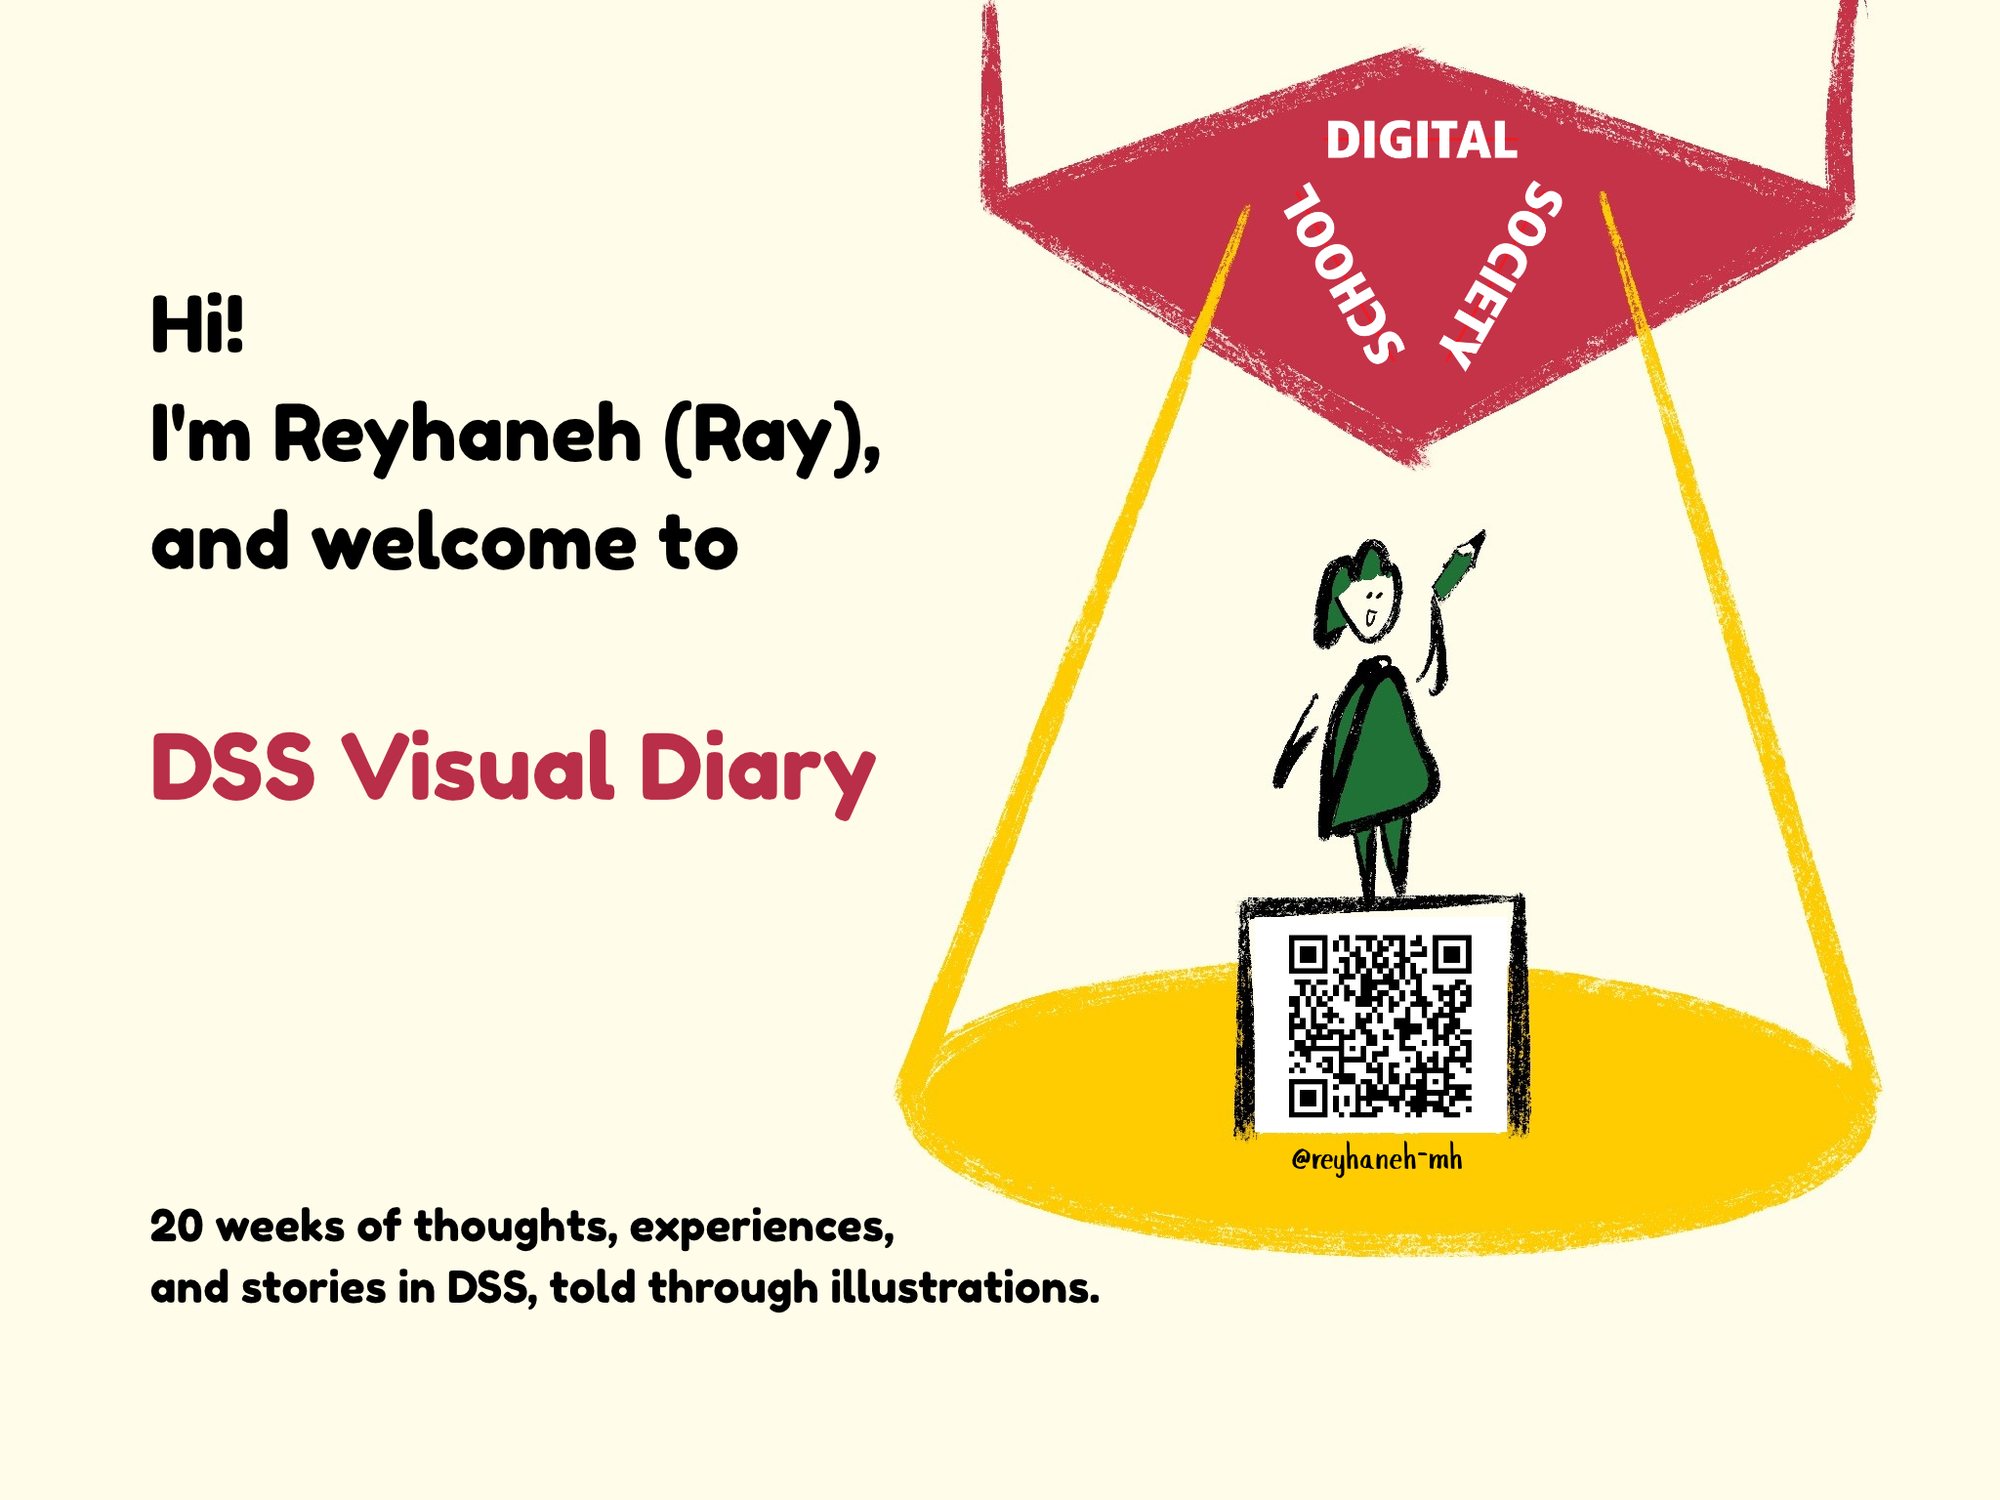 Hi!
I'm Reyhaneh (Ray),
and welcome to
DSS Visual Diary
20 weeks of thoughts, experiences,
and stories in DSS, told through illustrations.
DIGITAL
SOCIETY
SCHOOL
@reyhaneh-mh